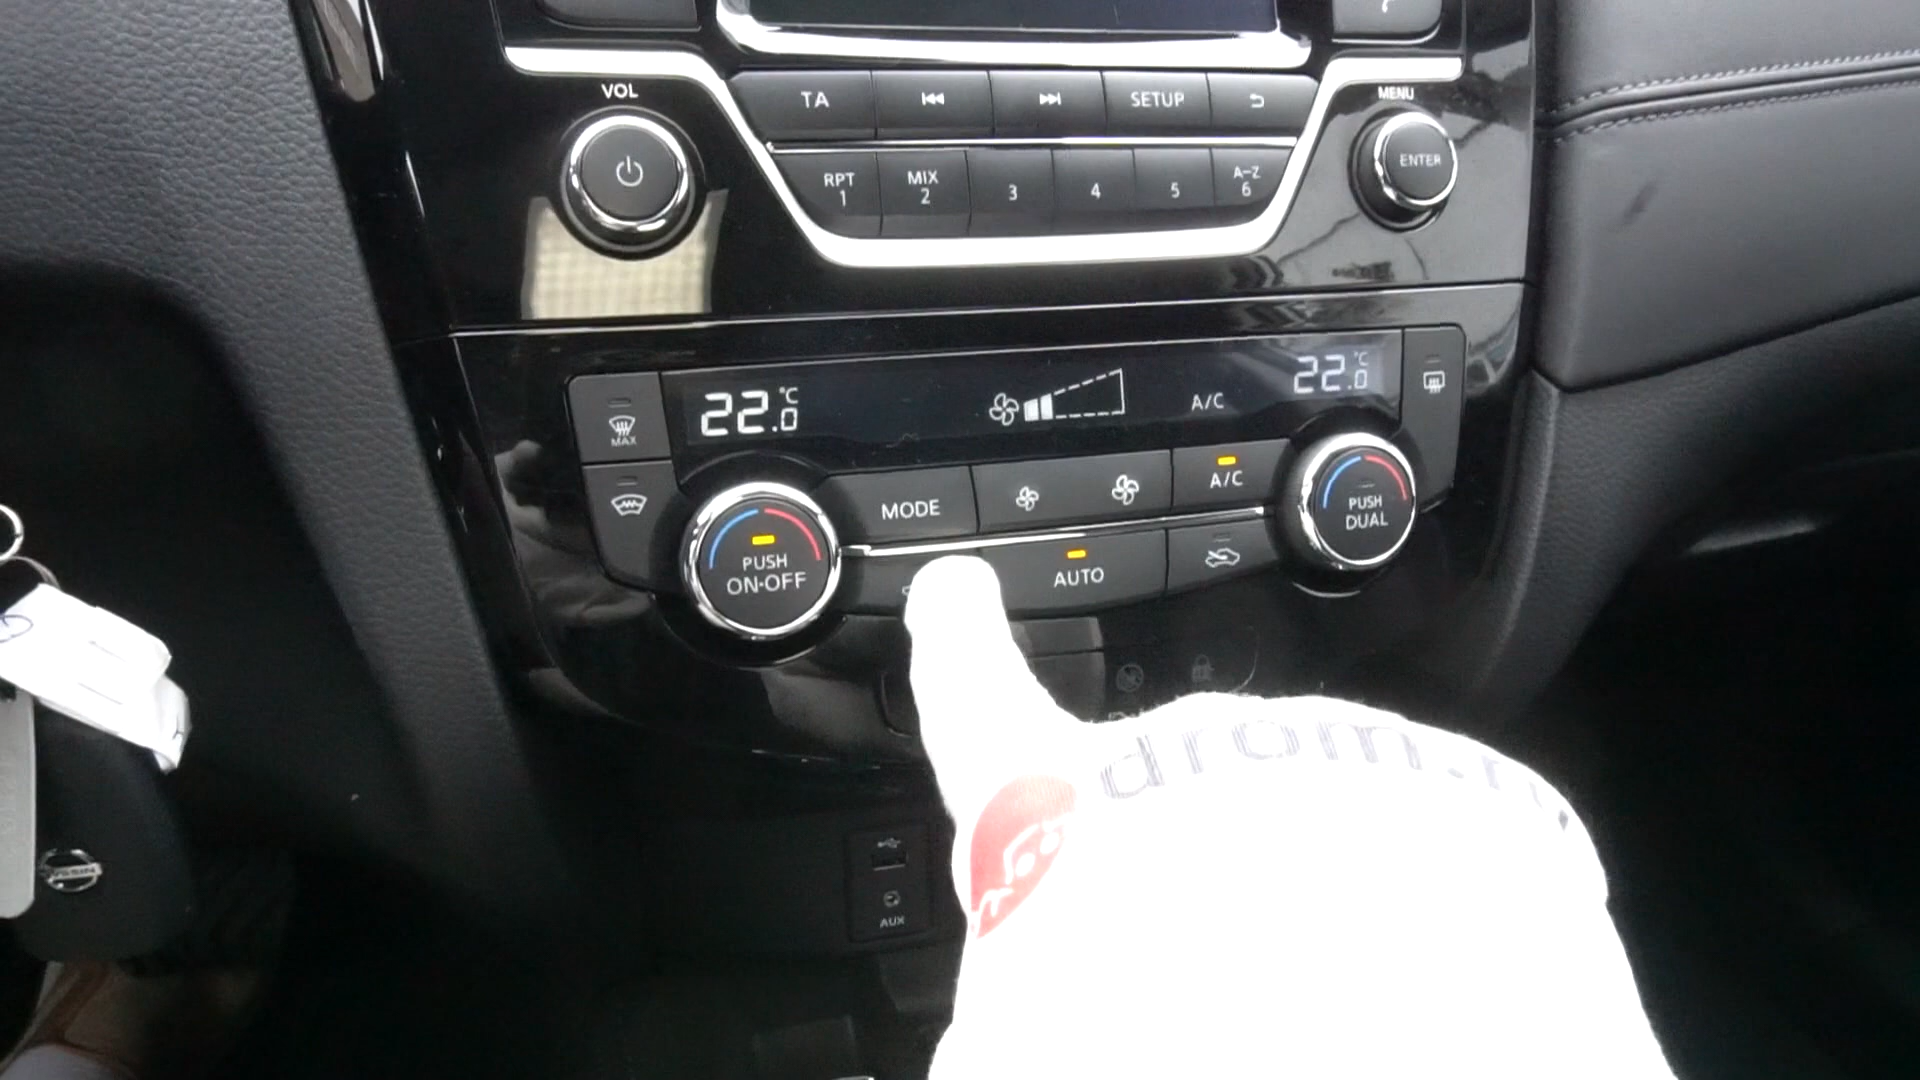 VOL
MENU
TA
SETUP
ENTER
RPT
1
MIX
2
3
4
5
A-Z
6
22.0 °C
A/C
22.0 °C
MAX
MODE
A/C
PUSH
ON•OFF
AUTO
PUSH
DUAL
drom.r
AUX
NISSAN